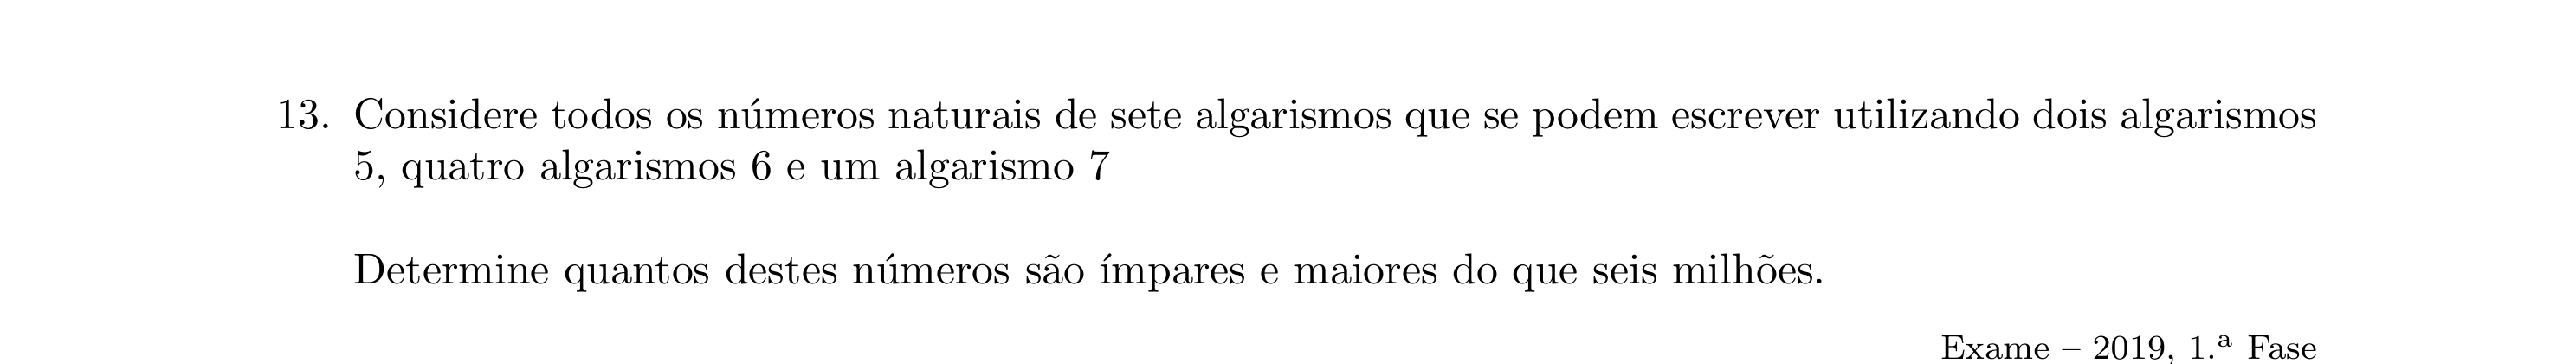 13. Considere todos os números naturais de sete algarismos que se podem escrever utilizando dois algarismos
5, quatro algarismos 6 e um algarismo 7
Determine quantos destes números são ímpares e maiores do que seis milhões.
Exame – 2019, 1.ª Fase